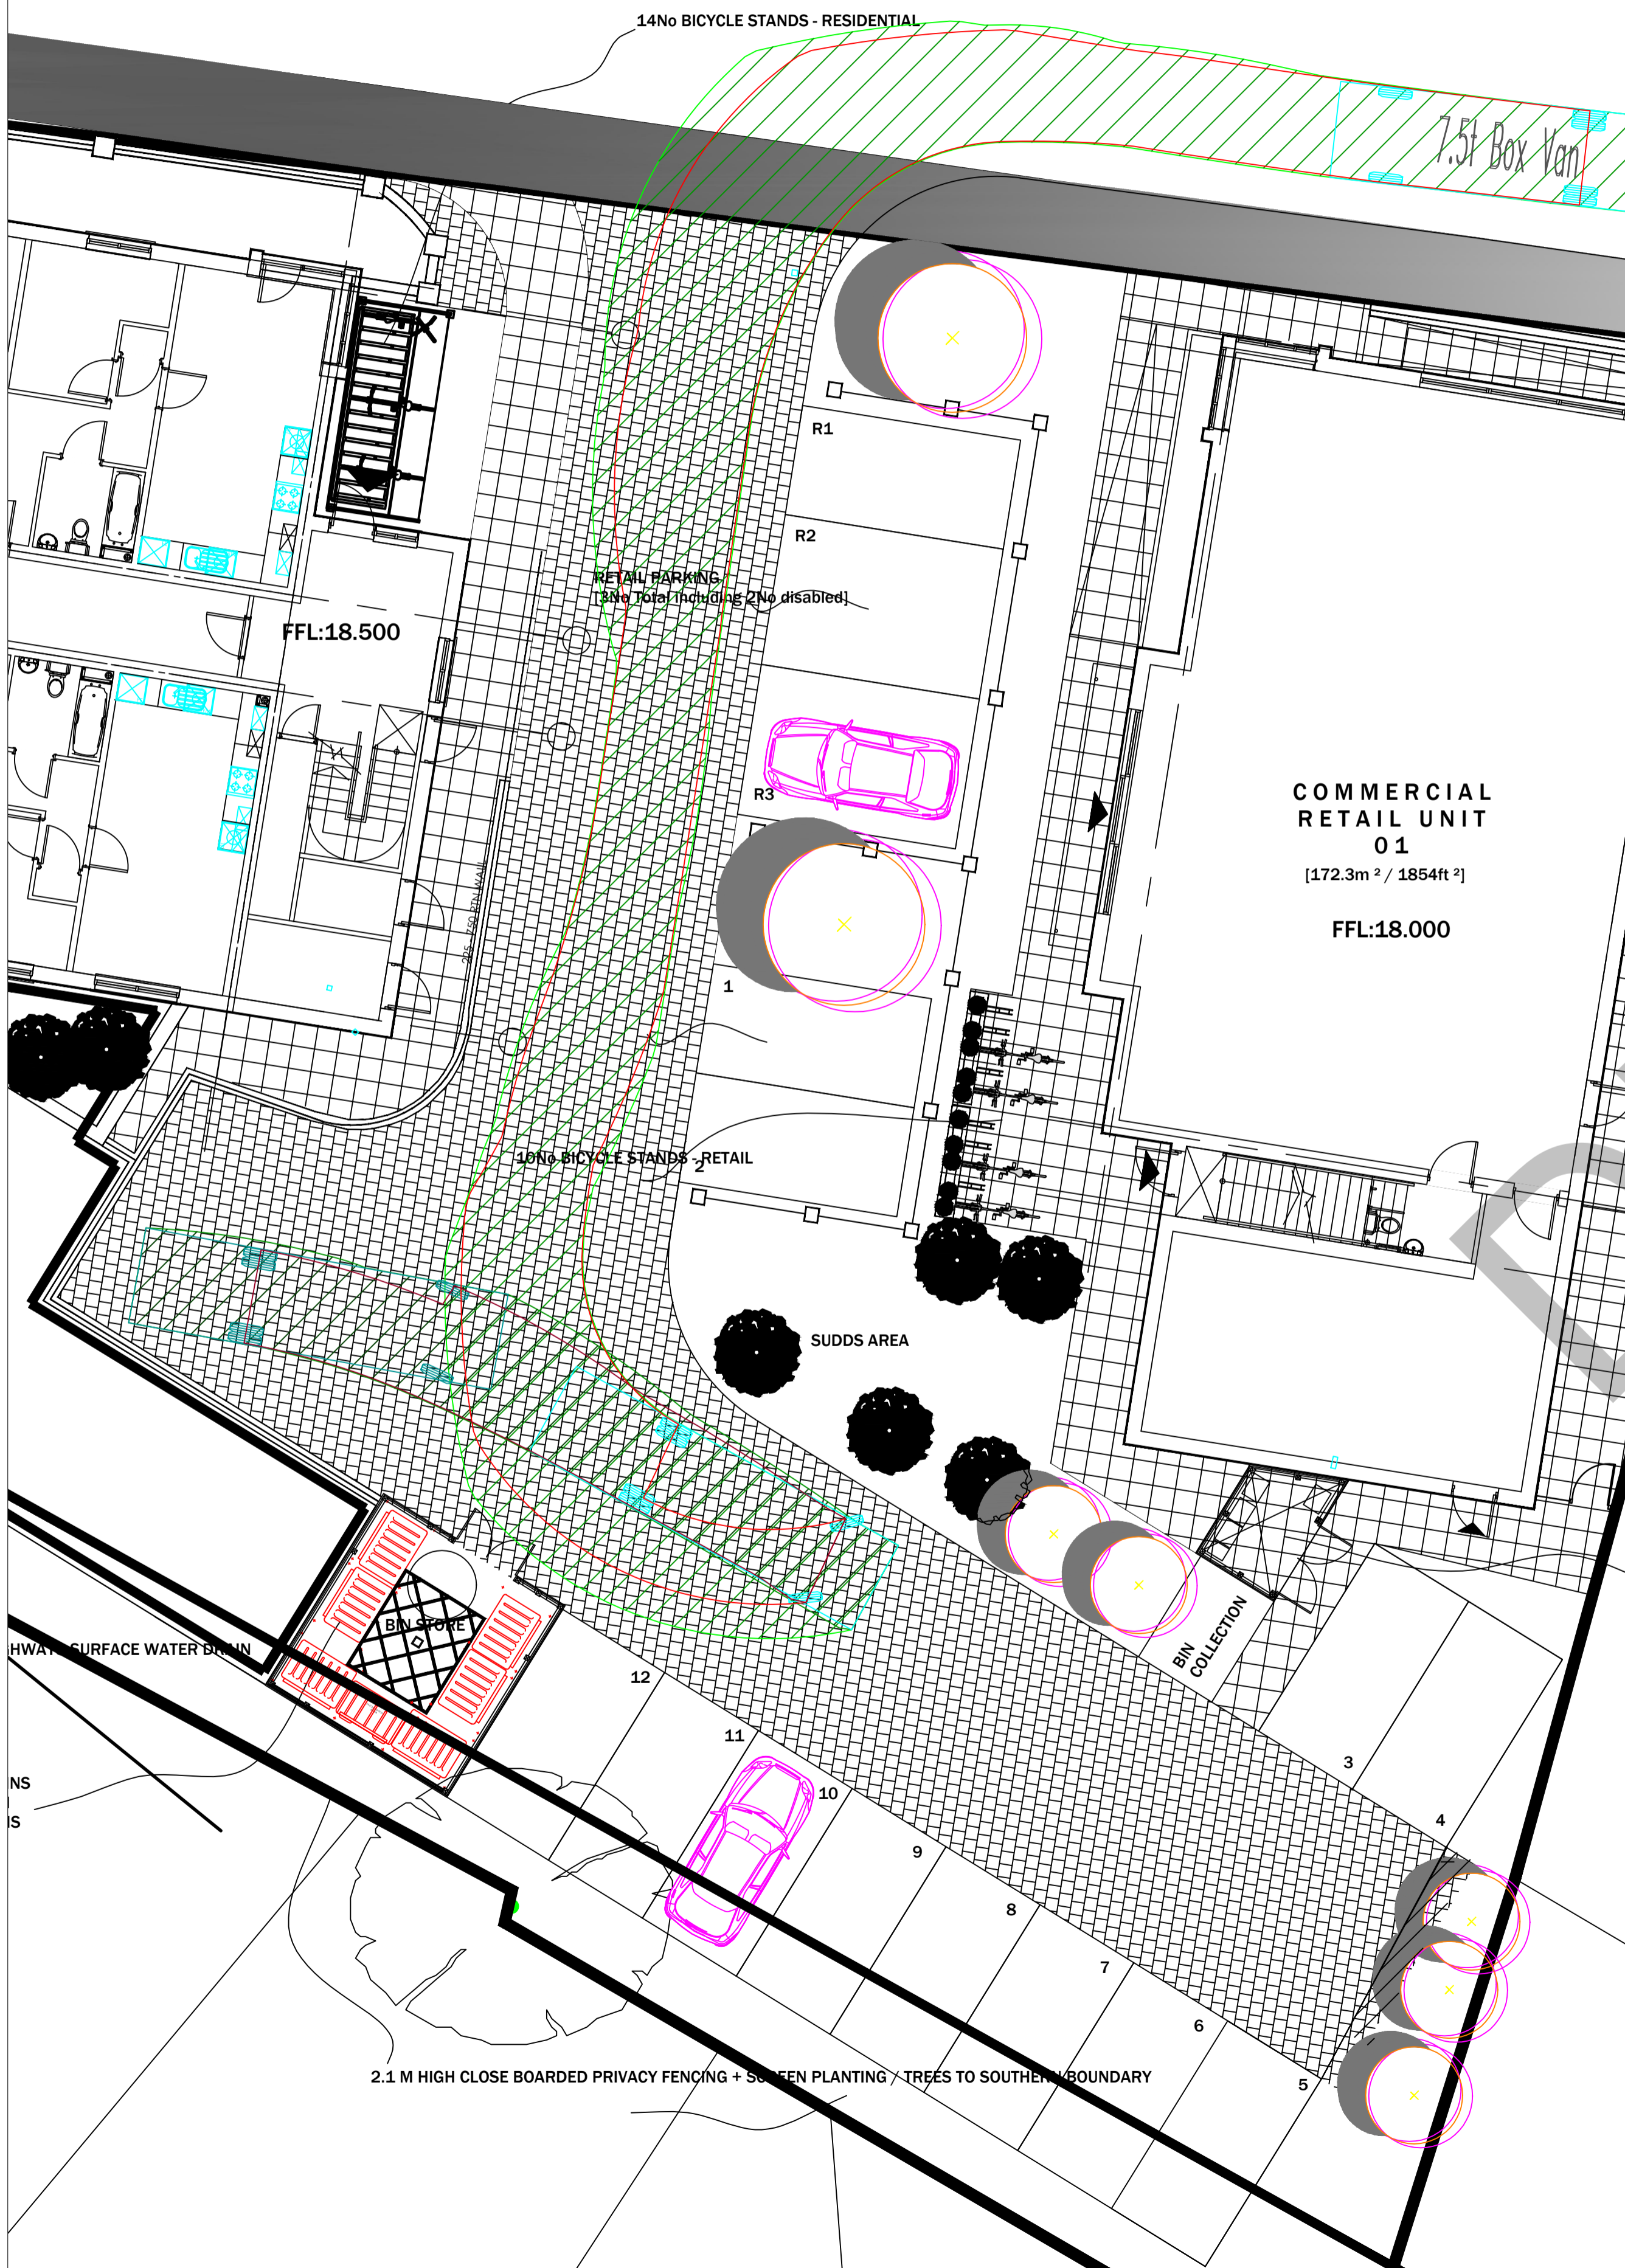 14No BICYCLE STANDS - RESIDENTIAL
7.5t Box Van
R1
R2
RETAIL PARKING
[3No Total including 2No disabled]
FFL:18.500
R3
COMMERCIAL
RETAIL UNIT
01
[172.3m ² / 1854ft ²]
FFL:18.000
1
10No BICYCLE STANDS - RETAIL
2
SUDDS AREA
BIN STORE
BIN
COLLECTION
SURFACE WATER DRAIN
12
11
10
9
8
7
6
5
3
4
NS
IS
2.1 M HIGH CLOSE BOARDED PRIVACY FENCING + SCREEN PLANTING / TREES TO SOUTHERN BOUNDARY